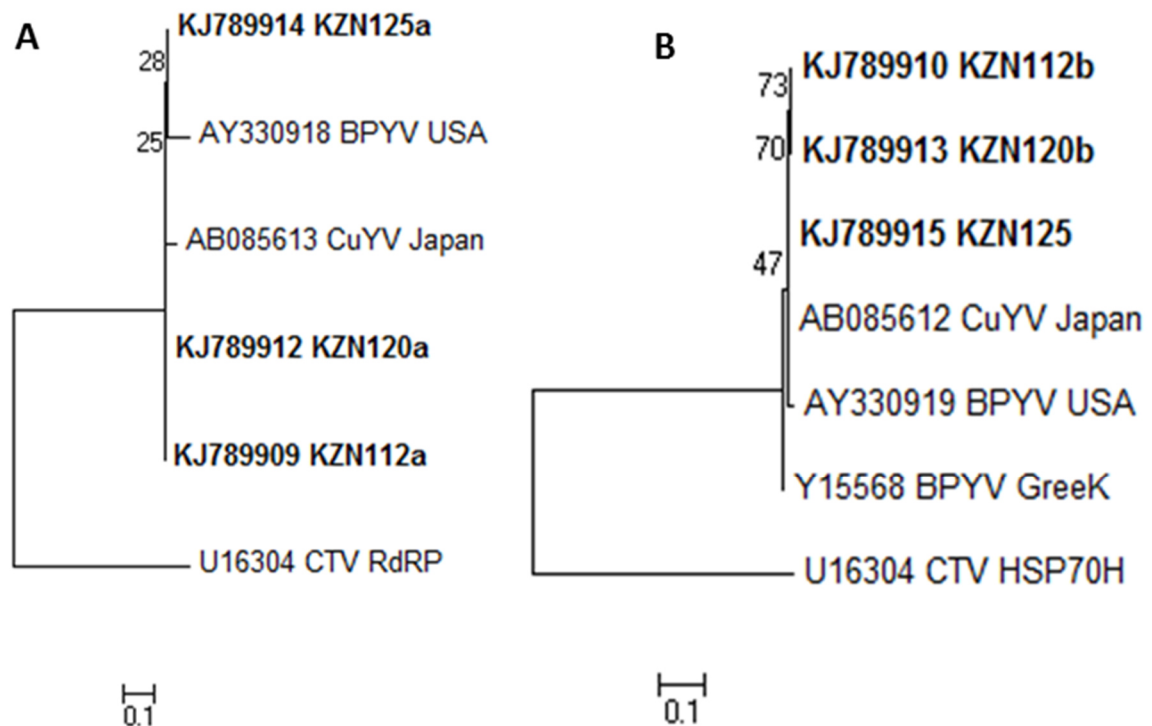 A
KJ789914 KZN125a
28
AY330918 BPYV USA
25
AB085613 CuYV Japan
KJ789912 KZN120a
KJ789909 KZN112a
U16304 CTV RdRP
0.1
B
KJ789910 KZN112b
73
KJ789913 KZN120b
70
KJ789915 KZN125
47
AB085612 CuYV Japan
AY330919 BPYV USA
Y15568 BPYV GreeK
U16304 CTV HSP70H
0.1